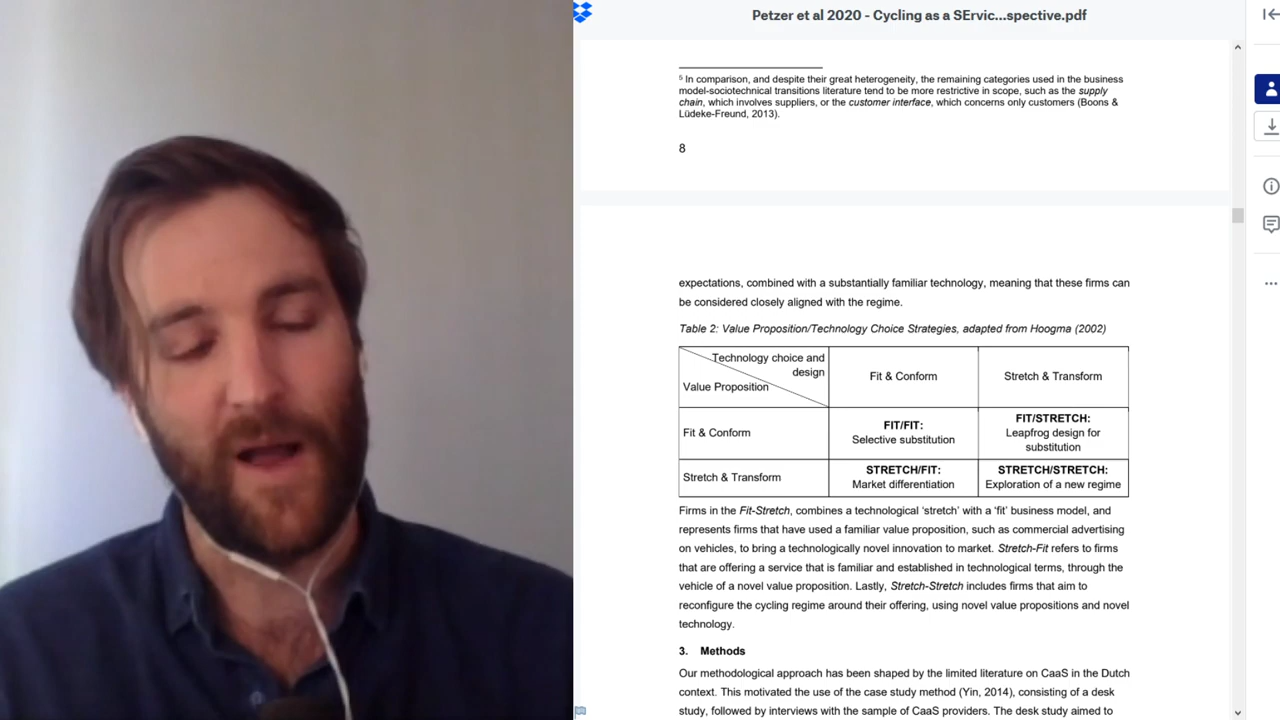 Petzer et al 2020 - Cycling as a SErvic...spective.pdf
5 In comparison, and despite their great heterogeneity, the remaining categories used in the business
model-sociotechnical transitions literature tend to be more restrictive in scope, such as the supply
chain, which involves suppliers, or the customer interface, which concerns only customers (Boons &
Lüdeke-Freund, 2013).
8
expectations, combined with a substantially familiar technology, meaning that these firms can
be considered closely aligned with the regime.
Table 2: Value Proposition/Technology Choice Strategies, adapted from Hoogma (2002)
Technology choice and
design
Value Proposition
Fit & Conform
Stretch & Transform
Fit & Conform
FIT/FIT:
Selective substitution
FIT/STRETCH:
Leapfrog design for
substitution
Stretch & Transform
STRETCH/FIT:
Market differentiation
STRETCH/STRETCH:
Exploration of a new regime
Firms in the Fit-Stretch, combines a technological ‘stretch’ with a ‘fit’ business model, and
represents firms that have used a familiar value proposition, such as commercial advertising
on vehicles, to bring a technologically novel innovation to market. Stretch-Fit refers to firms
that are offering a service that is familiar and established in technological terms, through the
vehicle of a novel value proposition. Lastly, Stretch-Stretch includes firms that aim to
reconfigure the cycling regime around their offering, using novel value propositions and novel
technology.
3. Methods
Our methodological approach has been shaped by the limited literature on CaaS in the Dutch
context. This motivated the use of the case study method (Yin, 2014), consisting of a desk
study, followed by interviews with the sample of CaaS providers. The desk study aimed to